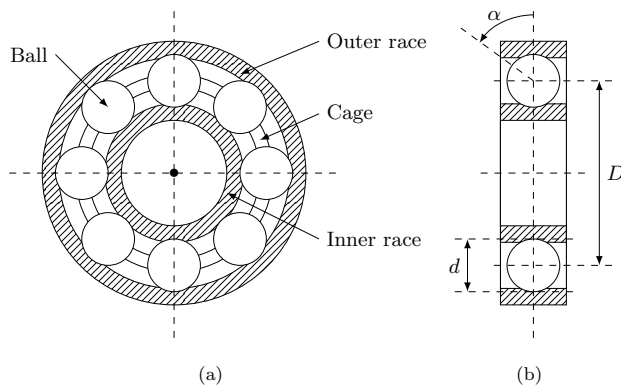 Ball
Outer race
Cage
Inner race
(a)
α
D
d
(b)